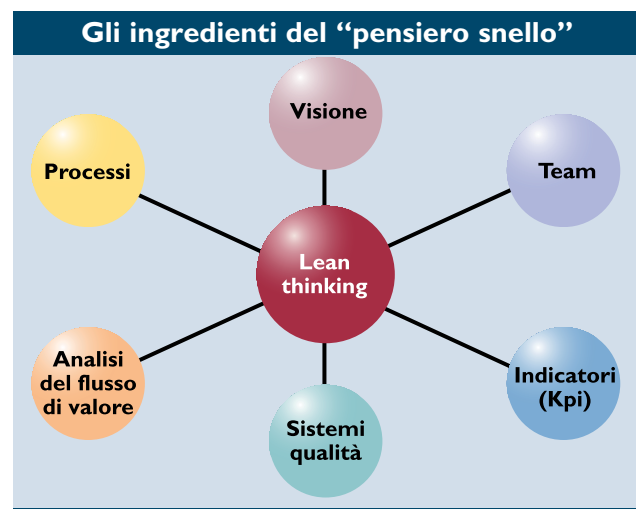 Gli ingredienti del “pensiero snello”
Visione
Processi
Team
Lean
thinking
Analisi
del flusso
di valore
Indicatori
(Kpi)
Sistemi
qualità